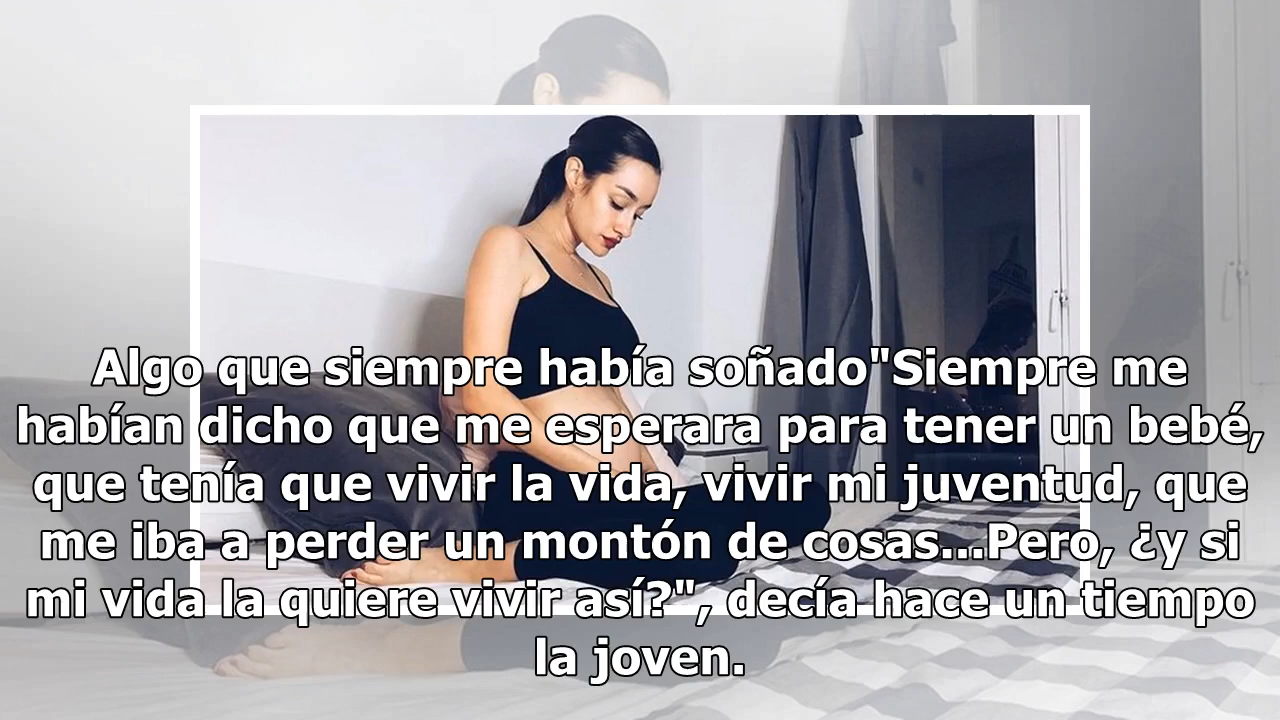 Algo que siempre había soñado"Siempre me
habían dicho que me esperara para tener un bebé,
que tenía que vivir la vida, vivir mi juventud, que
me iba a perder un montón de cosas...Pero, ¿y si
mi vida la quiere vivir así?", decía hace un tiempo
la joven.